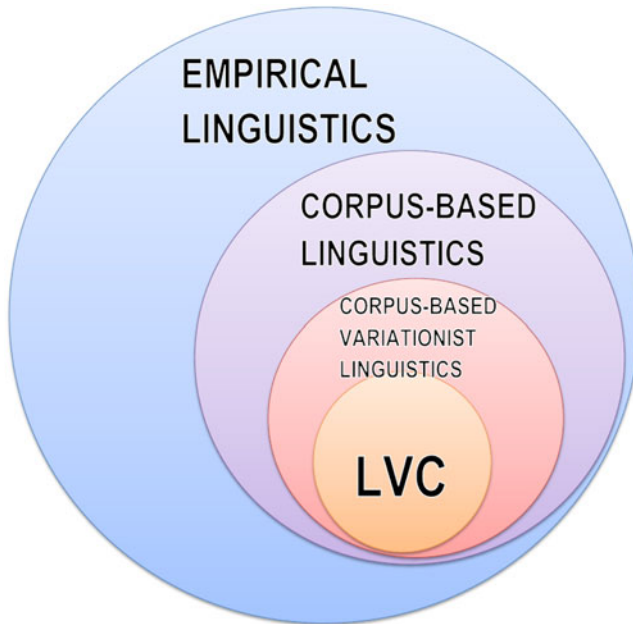 EMPIRICAL
LINGUISTICS
CORPUS-BASED
LINGUISTICS
CORPUS-BASED
VARIATIONIST
LINGUISTICS
LVC